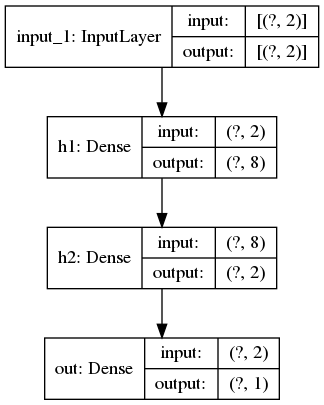 input_1: InputLayer
input: [(?, 2)]
output: [(?, 2)]
h1: Dense
input: (?, 2)
output: (?, 8)
h2: Dense
input: (?, 8)
output: (?, 2)
out: Dense
input: (?, 2)
output: (?, 1)